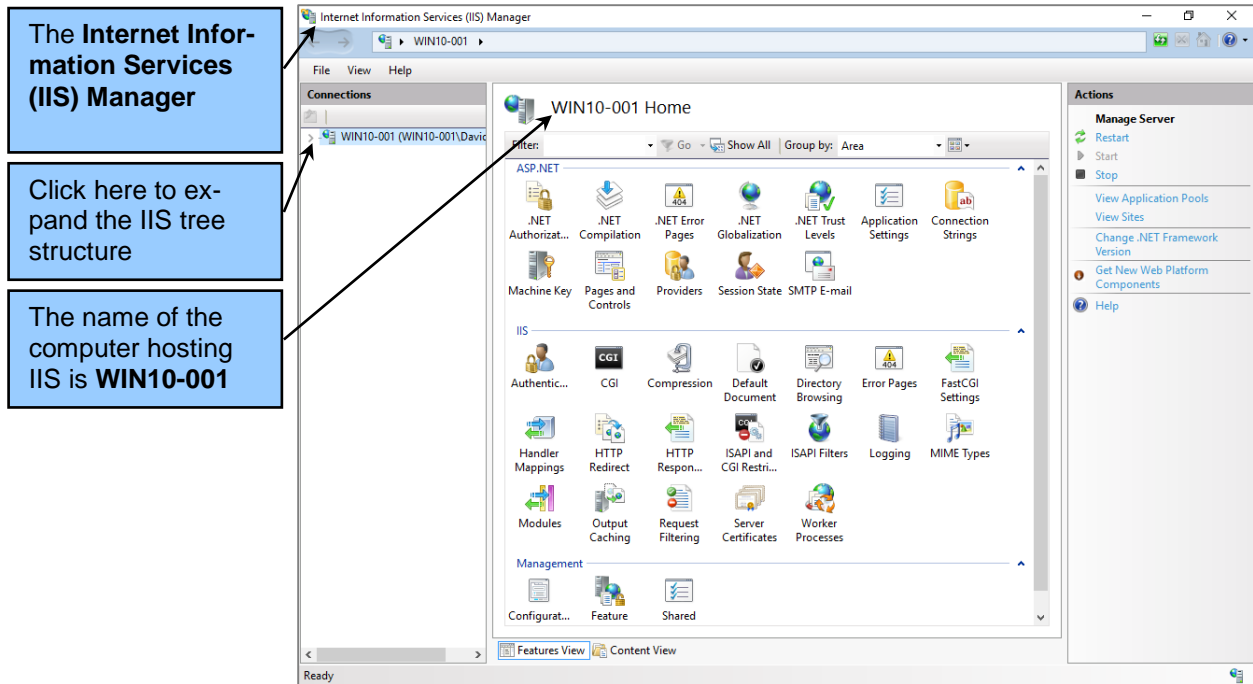 The Internet Infor-
mation Services
(IIS) Manager
Click here to ex-
pand the IIS tree
structure
The name of the
computer hosting
IIS is WIN10-001
Internet Information Services (IIS) Manager
WIN10-001
File View Help
Connections
WIN10-001 (WIN10-001\Davic
WIN10-001 Home
Filter: Go Show All Group by: Area
ASP.NET
.NET .NET .NET Error .NET .NET Trust Application Connection
Authorizat... Compilation Pages Globalization Levels Settings Strings
Machine Key Pages and Providers Session State SMTP E-mail
Controls
IIS
Authentic... CGI Compression Default Directory Error Pages FastCGI
Document Browsing Settings
Handler HTTP HTTP ISAPI and ISAPI Filters Logging MIME Types
Mappings Redirect Respon... CGI Restri...
Modules Output Request Server Worker
Caching Filtering Certificates Processes
Management
Configurat... Feature Shared
Features View Content View
Ready
Actions
Manage Server
Restart
Start
Stop
View Application Pools
View Sites
Change .NET Framework
Version
Get New Web Platform
Components
Help